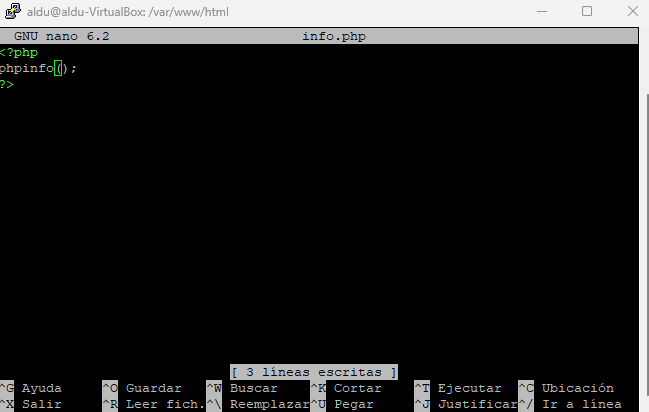 aldu@aldu-VirtualBox: /var/www/html
GNU nano 6.2 info.php
<?php
phpinfo();
?>
[ 3 líneas escritas ]
^G Ayuda ^O Guardar ^W Buscar ^K Cortar ^T Ejecutar ^C Ubicación
^X Salir ^R Leer fich. ^\ Reemplazar ^U Pegar ^J Justificar ^/ Ir a línea